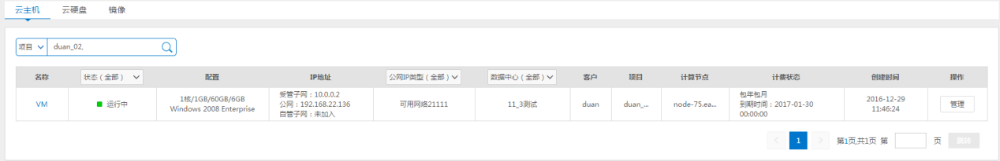 云主机 云硬盘 镜像
项目 duan_02,
名称 状态（全部） 配置 IP地址 公网IP类型（全部） 数据中心（全部） 客户 项目 计算节点 计费状态 创建时间 操作
VM 运行中 1核/1GB/60GB/6GB Windows 2008 Enterprise 受管子网：10.0.0.2 公网：192.168.22.136 自管子网：未加入 可用网络21111 11_3测试 duan duan_... node-75.ea... 包年包月 到期时间：2017-01-30 00:00:00 2016-12-29 11:46:24 管理
< 1 > 第1页,共1页 第 页 跳转